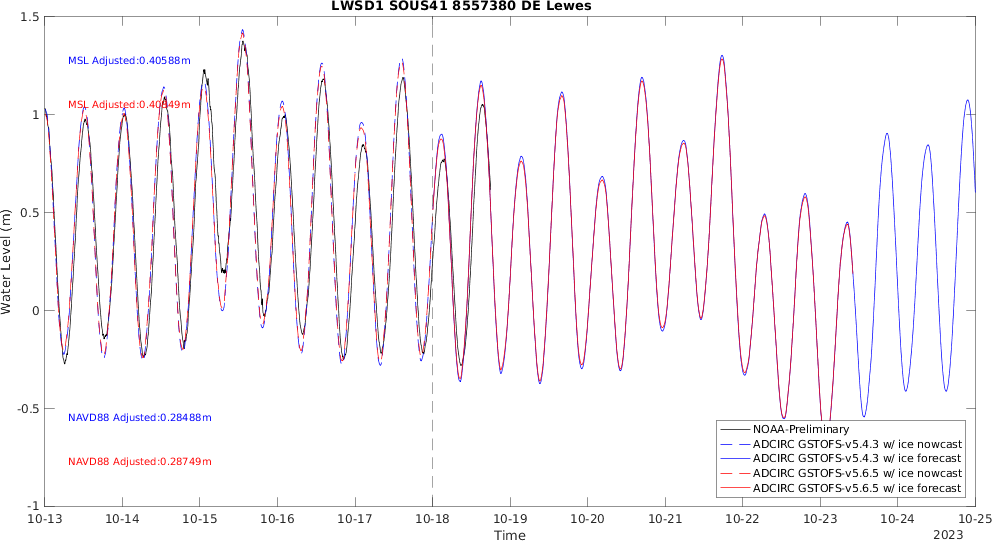 LWSD1 SOUS41 8557380 DE Lewes
1.5
MSL Adjusted:0.40588m
MSL Adjusted:0.40849m
1
0.5
Water Level (m)
0
-0.5
NAVD88 Adjusted:0.28488m
NAVD88 Adjusted:0.28749m
NOAA-Preliminary
ADCIRC GSTOFS-v5.4.3 w/ ice nowcast
ADCIRC GSTOFS-v5.4.3 w/ ice forecast
ADCIRC GSTOFS-v5.6.5 w/ ice nowcast
ADCIRC GSTOFS-v5.6.5 w/ ice forecast
-1
10-13 10-14 10-15 10-16 10-17 10-18 10-19 10-20 10-21 10-22 10-23 10-24 10-25
Time
2023